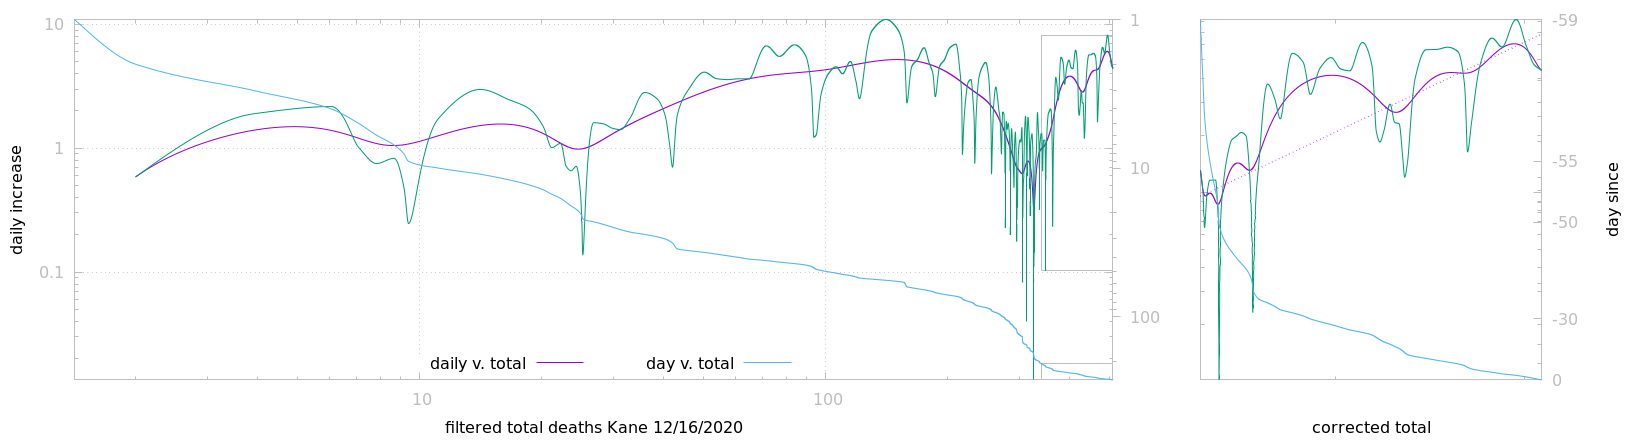 10
1
0.1
daily increase
1
10
100
10
100
daily v. total
day v. total
filtered total deaths Kane 12/16/2020
-59
-55
-50
-30
0
day since
corrected total